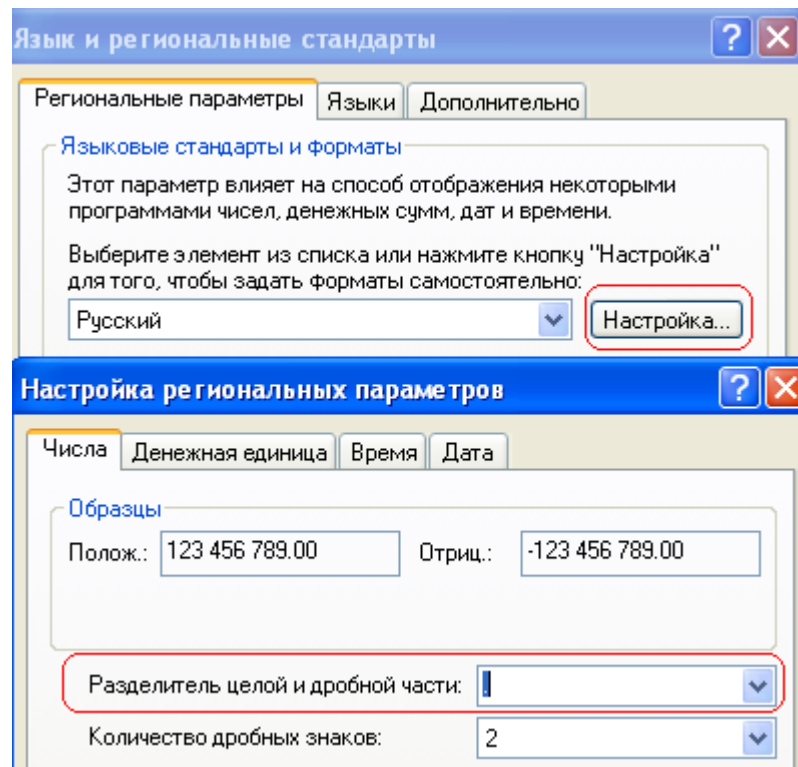 Язык и региональные стандарты
Региональные параметры Языки Дополнительно
Языковые стандарты и форматы
Этот параметр влияет на способ отображения некоторыми
программами чисел, денежных сумм, дат и времени.
Выберите элемент из списка или нажмите кнопку "Настройка"
для того, чтобы задать форматы самостоятельно:
Русский Настройка...
Настройка региональных параметров
Числа Денежная единица Время Дата
Образцы
Полож.: 123 456 789.00 Отриц.: -123 456 789.00
Разделитель целой и дробной части: .
Количество дробных знаков: 2